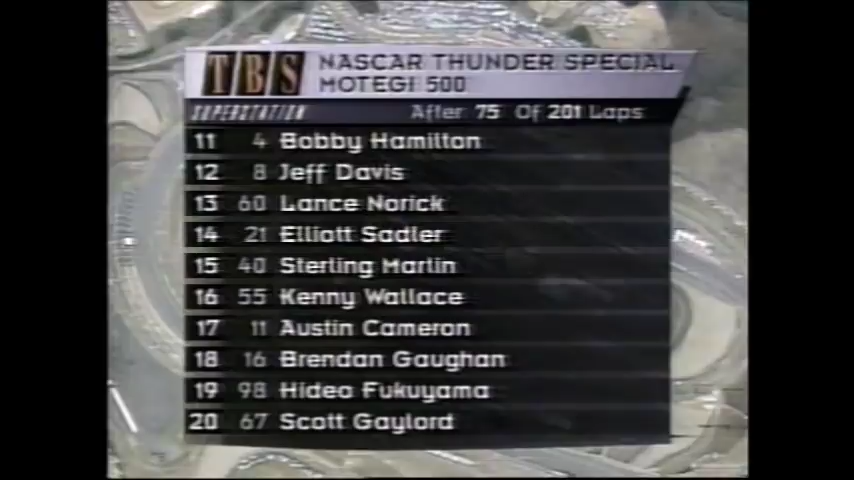 TBS NASCAR THUNDER SPECIAL
MOTEGI 500
SUPERSTATION After 75 Of 201 Laps
11 4 Bobby Hamilton
12 8 Jeff Davis
13 60 Lance Norick
14 21 Elliott Sadler
15 40 Sterling Marlin
16 55 Kenny Wallace
17 11 Austin Cameron
18 16 Brendan Gaughan
19 98 Hideo Fukuyama
20 67 Scott Gaylord